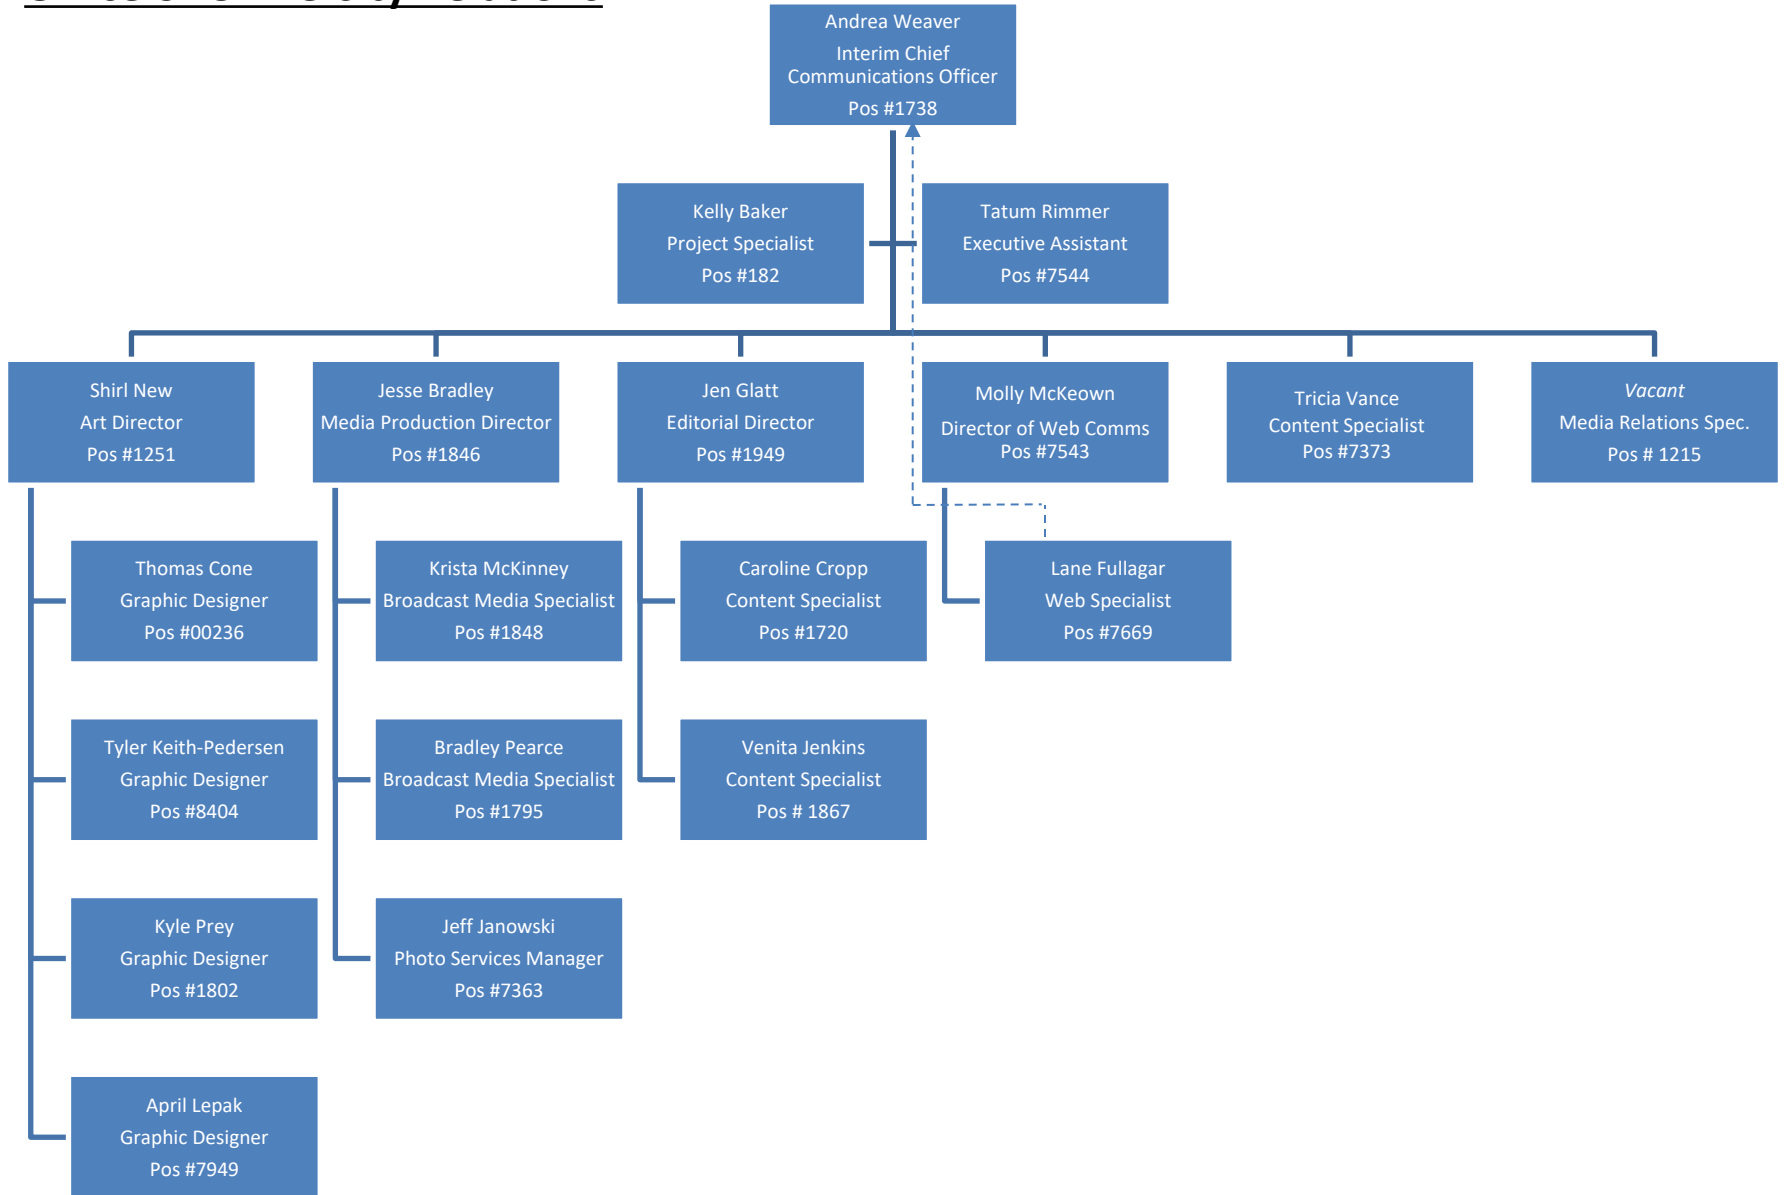 Andrea Weaver
Interim Chief
Communications Officer
Pos #1738
Kelly Baker
Project Specialist
Pos #182
Tatum Rimmer
Executive Assistant
Pos #7544
Shirl New
Art Director
Pos #1251
Jesse Bradley
Media Production Director
Pos #1846
Jen Glatt
Editorial Director
Pos #1949
Molly McKeown
Director of Web Comms
Pos #7543
Tricia Vance
Content Specialist
Pos #7373
Vacant
Media Relations Spec.
Pos # 1215
Thomas Cone
Graphic Designer
Pos #00236
Krista McKinney
Broadcast Media Specialist
Pos #1848
Caroline Cropp
Content Specialist
Pos #1720
Lane Fullagar
Web Specialist
Pos #7669
Tyler Keith-Pedersen
Graphic Designer
Pos #8404
Bradley Pearce
Broadcast Media Specialist
Pos #1795
Venita Jenkins
Content Specialist
Pos # 1867
Kyle Prey
Graphic Designer
Pos #1802
Jeff Janowski
Photo Services Manager
Pos #7363
April Lepak
Graphic Designer
Pos #7949